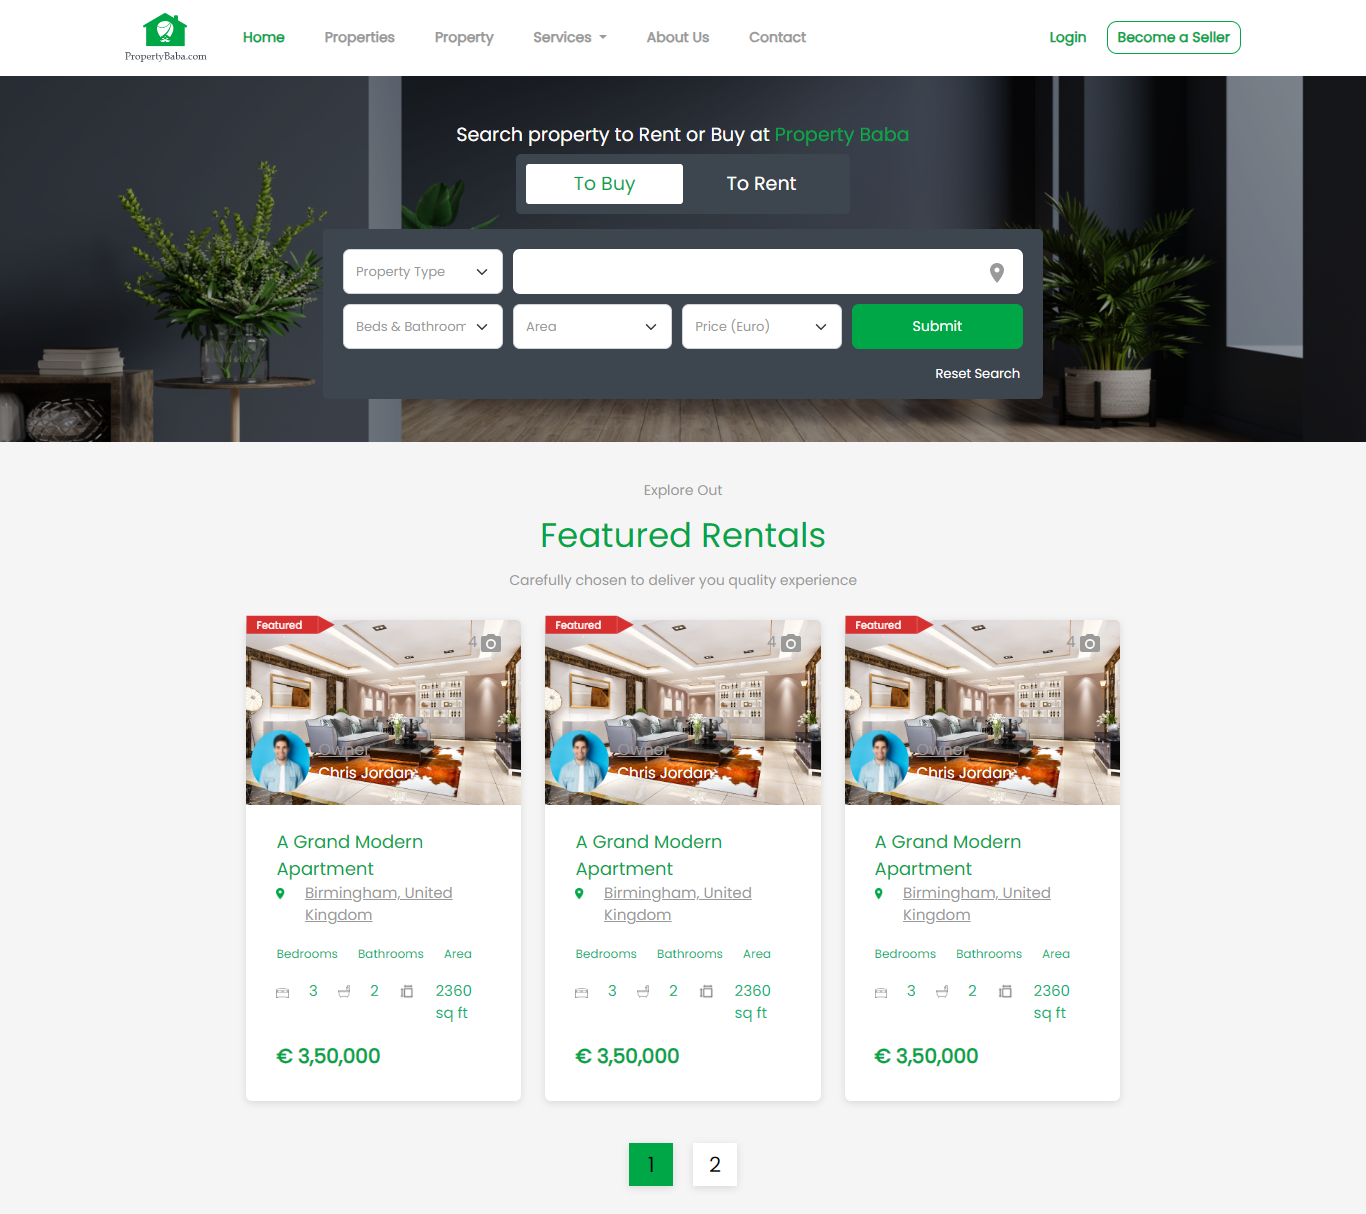 PropertyBaba.com
Home Properties Property Services About Us Contact Login Become a Seller
Search property to Rent or Buy at Property Baba
To Buy To Rent
Property Type
Beds & Bathroom Area Price (Euro) Submit
Reset Search
Explore Out
Featured Rentals
Carefully chosen to deliver you quality experience
Featured
4
Owner
Chris Jordan
A Grand Modern
Apartment
Birmingham, United
Kingdom
Bedrooms Bathrooms Area
3 2 2360
sq ft
€ 3,50,000
Featured
4
Owner
Chris Jordan
A Grand Modern
Apartment
Birmingham, United
Kingdom
Bedrooms Bathrooms Area
3 2 2360
sq ft
€ 3,50,000
Featured
4
Owner
Chris Jordan
A Grand Modern
Apartment
Birmingham, United
Kingdom
Bedrooms Bathrooms Area
3 2 2360
sq ft
€ 3,50,000
1 2